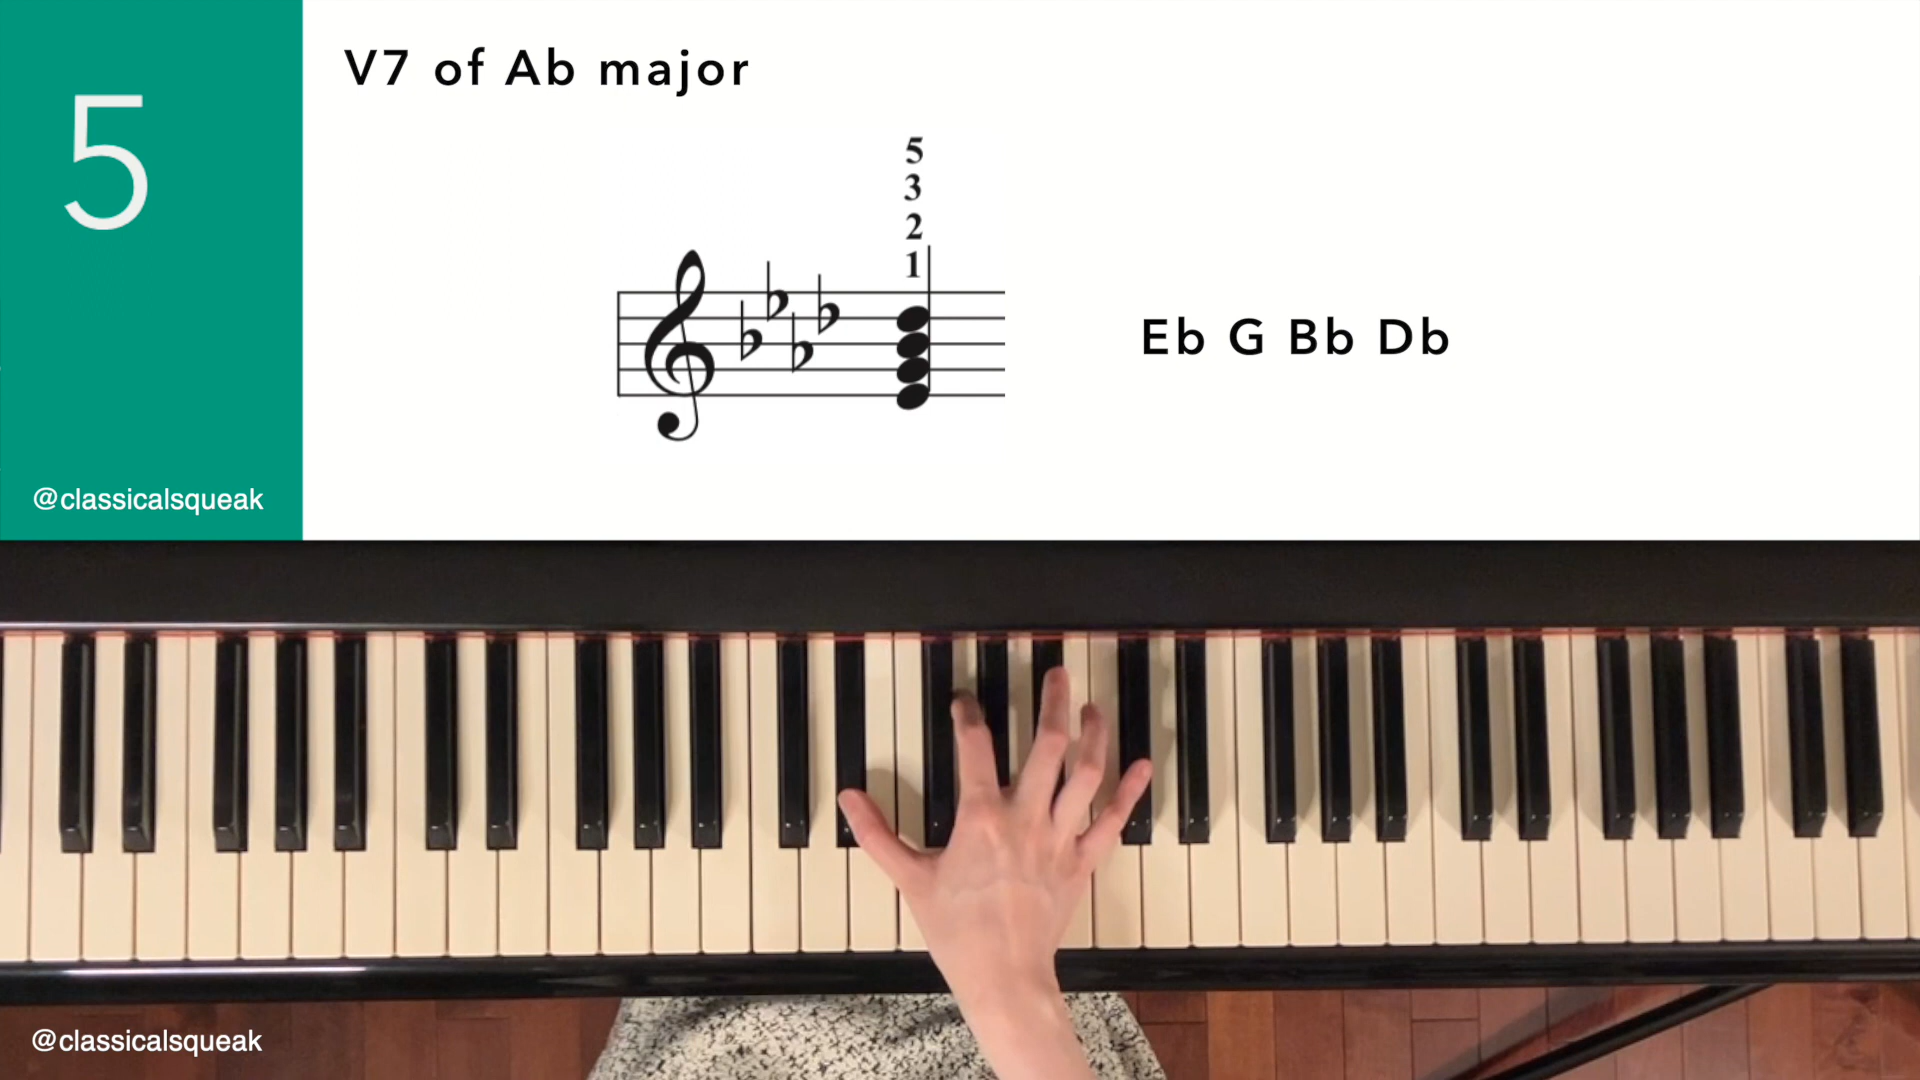 5
@classicalsqueak
V7 of Ab major
5
3
2
1
Eb G Bb Db
@classicalsqueak